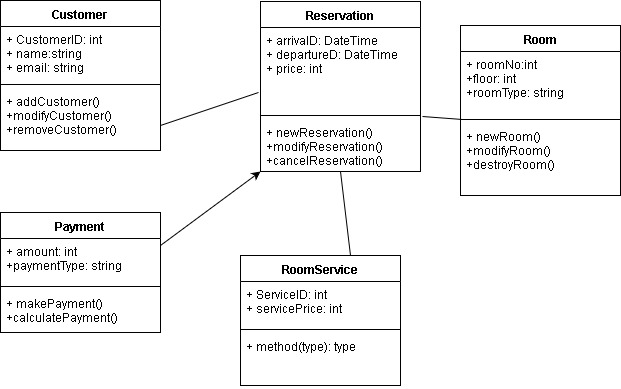 Customer
+ CustomerID: int
+ name:string
+ email: string
+ addCustomer()
+modifyCustomer()
+removeCustomer()
Reservation
+ arrivalD: DateTime
+ departureD: DateTime
+ price: int
+ newReservation()
+modifyReservation()
+cancelReservation()
Room
+ roomNo:int
+floor: int
+roomType: string
+ newRoom()
+modifyRoom()
+destroyRoom()
Payment
+ amount: int
+paymentType: string
+ makePayment()
+calculatePayment()
RoomService
+ ServiceID: int
+ servicePrice: int
+ method(type): type